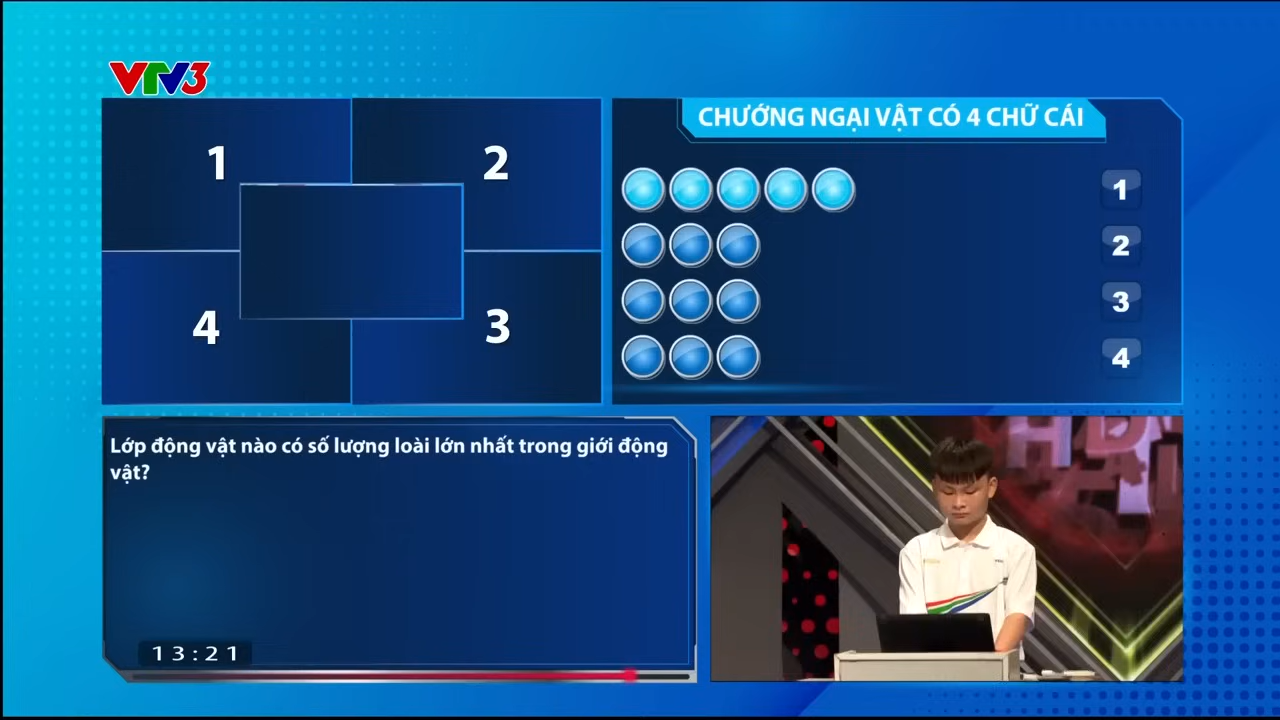 VTV3
CHƯỚNG NGẠI VẬT CÓ 4 CHỮ CÁI
1
2
4
3
1
2
3
4
Lớp động vật nào có số lượng loài lớn nhất trong giới động
vật?
13:21